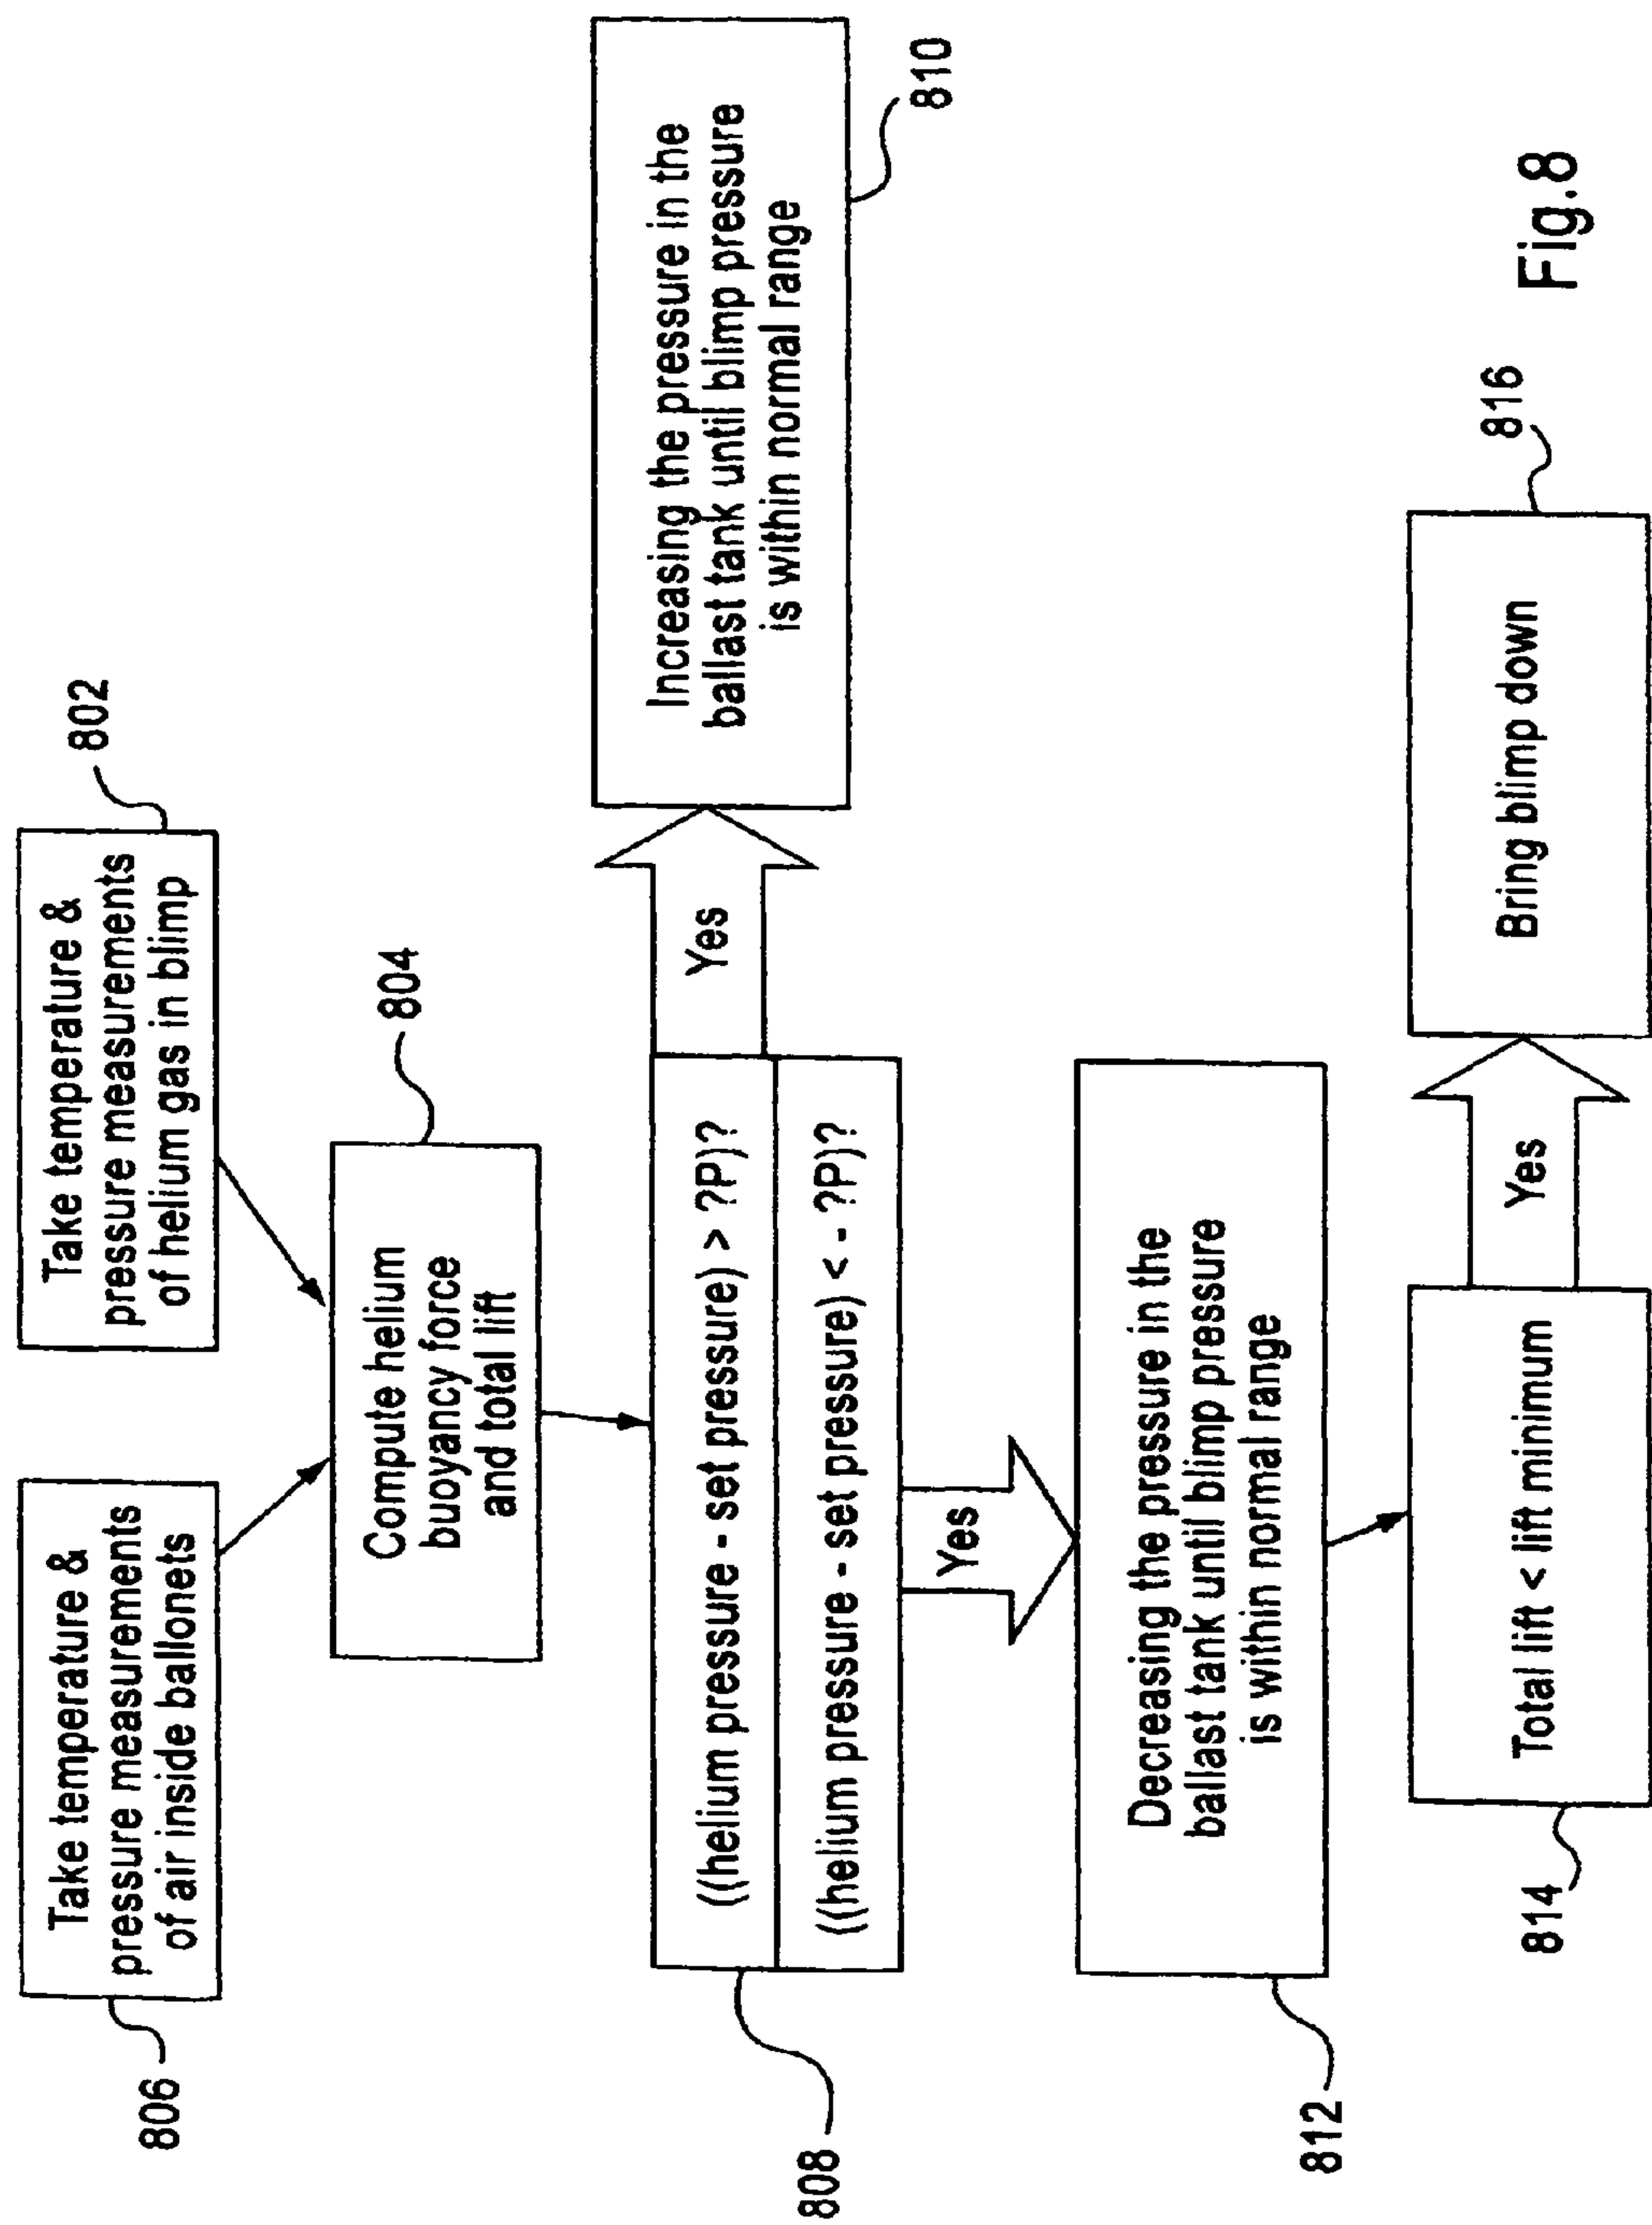 806
Take temperature &
pressure measurements
of air inside ballonets
Take temperature &
pressure measurements
of helium gas in blimp
802
Compute helium
buoyancy force
and total lift
804
808
((helium pressure - set pressure) > ?P)?
((helium pressure - set pressure) < - ?P)?
Yes
Increasing the pressure in the
ballast tank until blimp pressure
is within normal range
810
Yes
812
Decreasing the pressure in the
ballast tank until blimp pressure
is within normal range
814
Total lift < lift minimum
Yes
Bring blimp down
816
Fig.8